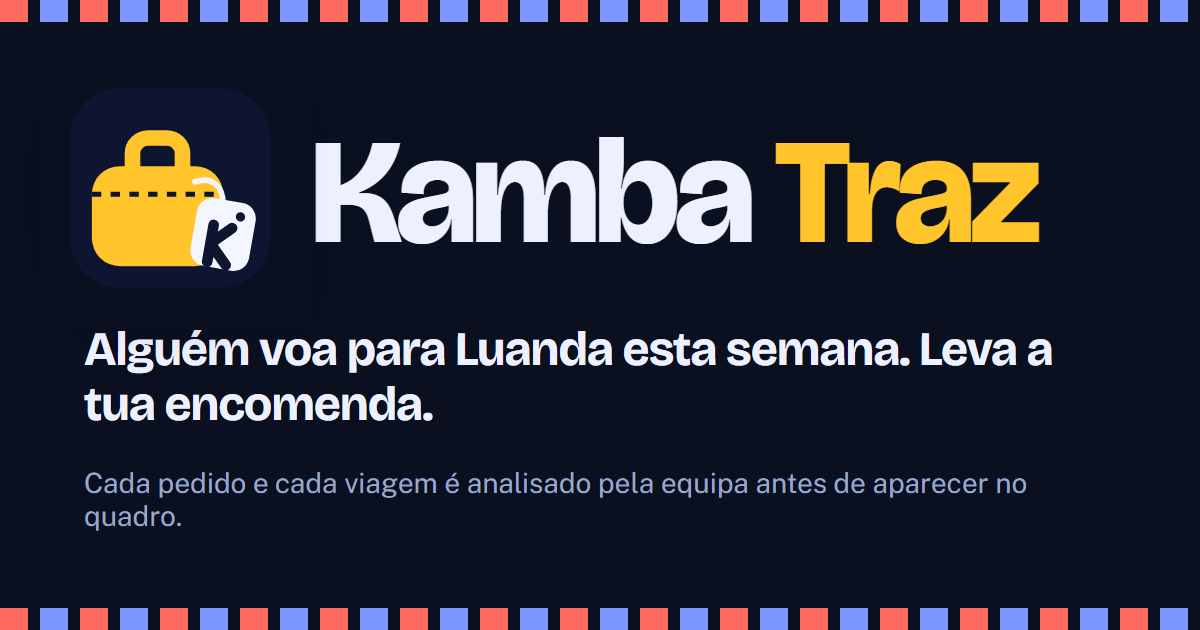 K
Kamba Traz
Alguém voa para Luanda esta semana. Leva a
tua encomenda.
Cada pedido e cada viagem é analisado pela equipa antes de aparecer no
quadro.